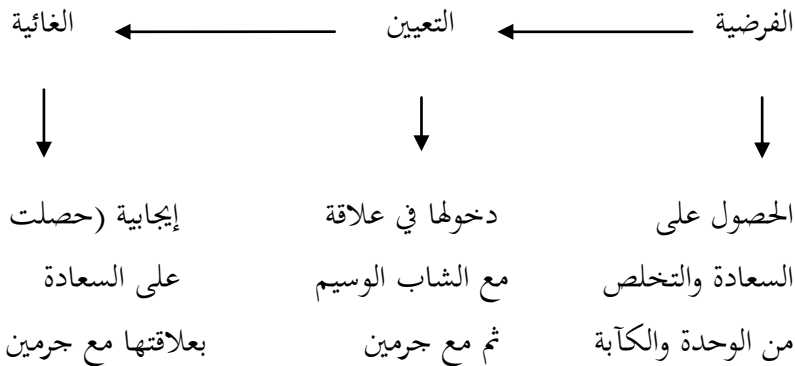 الفرضية التعيين الغائية
الحصول على دخولها في علاقة إيجابية (حصلت
السعادة والتخلص مع الشاب الوسيم على السعادة
من الوحدة والكآبة ثم مع جرمين بعلاقتها مع جرمين